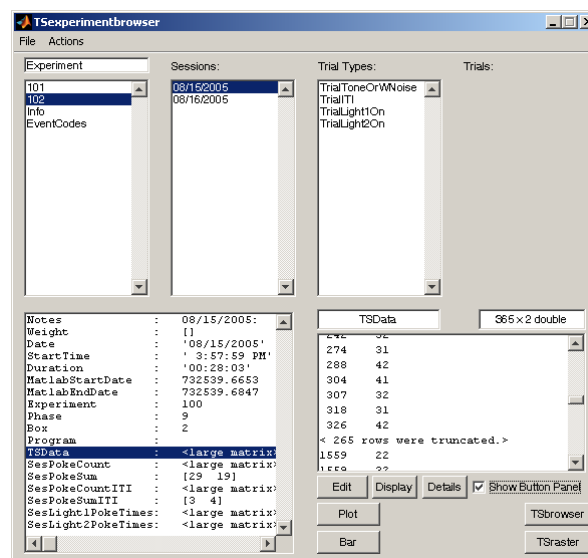 TSexperimentbrowser
File Actions
Experiment
Sessions:
Trial Types:
Trials:
101
102
Info
EventCodes
08/15/2005
08/16/2005
TrialToneOrWNoise
TrialITI
TrialLight1On
TrialLight2On
Notes : 08/15/2005:
Weight : []
Date : '08/15/2005'
StartTime : ' 3:57:59 PM'
Duration : '00:28:03'
MatlabStartDate : 732539.6653
MatlabEndDate : 732539.6847
Experiment : 100
Phase : 9
Box : 2
Program :
TSData : <large matrix>
SesPokeCount : <large matrix>
SesPokeSum : [29 19]
SesPokeCountITI : <large matrix>
SesPokeSumITI : [3 4]
SesLight1PokeTimes: <large matrix>
SesLight2PokeTimes: <large matrix>
TSData
365×2 double
242 32
274 31
288 42
304 41
307 32
318 31
326 42
< 265 rows were truncated.>
1559 22
Edit Display Details Show Button Panel
Plot
TSbrowser
Bar
TSraster